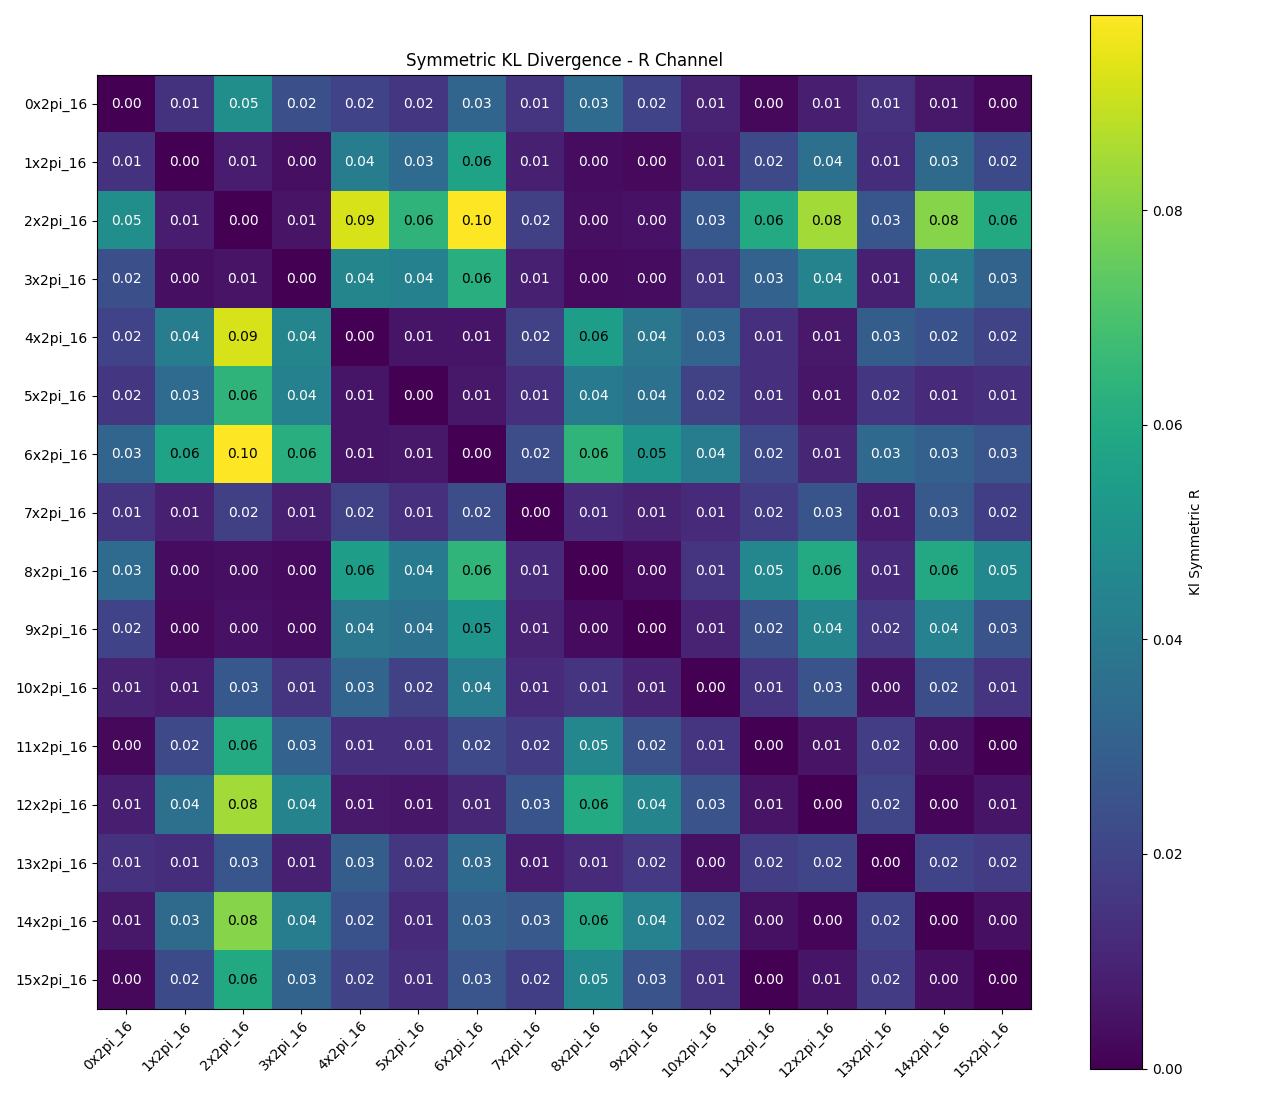 Symmetric KL Divergence - R Channel
0x2pi_16 0.00 0.01 0.05 0.02 0.02 0.02 0.03 0.01 0.03 0.02 0.01 0.00 0.01 0.01 0.01 0.00
1x2pi_16 0.01 0.00 0.01 0.00 0.04 0.03 0.06 0.01 0.00 0.00 0.01 0.02 0.04 0.01 0.03 0.02
2x2pi_16 0.05 0.01 0.00 0.01 0.09 0.06 0.10 0.02 0.00 0.00 0.03 0.06 0.08 0.03 0.08 0.06
3x2pi_16 0.02 0.00 0.01 0.00 0.04 0.04 0.06 0.01 0.00 0.00 0.01 0.03 0.04 0.01 0.04 0.03
4x2pi_16 0.02 0.04 0.09 0.04 0.00 0.01 0.01 0.02 0.06 0.04 0.03 0.01 0.01 0.03 0.02 0.02
5x2pi_16 0.02 0.03 0.06 0.04 0.01 0.00 0.01 0.01 0.04 0.04 0.02 0.01 0.01 0.02 0.01 0.01
6x2pi_16 0.03 0.06 0.10 0.06 0.01 0.01 0.00 0.02 0.06 0.05 0.04 0.02 0.01 0.03 0.03 0.03
7x2pi_16 0.01 0.01 0.02 0.01 0.02 0.01 0.02 0.00 0.01 0.01 0.01 0.02 0.03 0.01 0.03 0.02
8x2pi_16 0.03 0.00 0.00 0.00 0.06 0.04 0.06 0.01 0.00 0.00 0.01 0.05 0.06 0.01 0.06 0.05
9x2pi_16 0.02 0.00 0.00 0.00 0.04 0.04 0.05 0.01 0.00 0.00 0.01 0.02 0.04 0.02 0.04 0.03
10x2pi_16 0.01 0.01 0.03 0.01 0.03 0.02 0.04 0.01 0.01 0.01 0.00 0.01 0.03 0.00 0.02 0.01
11x2pi_16 0.00 0.02 0.06 0.03 0.01 0.01 0.02 0.02 0.05 0.02 0.01 0.00 0.01 0.02 0.00 0.00
12x2pi_16 0.01 0.04 0.08 0.04 0.01 0.01 0.01 0.03 0.06 0.04 0.03 0.01 0.00 0.02 0.00 0.01
13x2pi_16 0.01 0.01 0.03 0.01 0.03 0.02 0.03 0.01 0.01 0.02 0.00 0.02 0.02 0.00 0.02 0.02
14x2pi_16 0.01 0.03 0.08 0.04 0.02 0.01 0.03 0.03 0.06 0.04 0.02 0.00 0.00 0.02 0.00 0.00
15x2pi_16 0.00 0.02 0.06 0.03 0.02 0.01 0.03 0.02 0.05 0.03 0.01 0.00 0.01 0.02 0.00 0.00
0x2pi_16 1x2pi_16 2x2pi_16 3x2pi_16 4x2pi_16 5x2pi_16 6x2pi_16 7x2pi_16 8x2pi_16 9x2pi_16 10x2pi_16 11x2pi_16 12x2pi_16 13x2pi_16 14x2pi_16 15x2pi_16
0.08
0.06
0.04
0.02
0.00
Kl Symmetric R